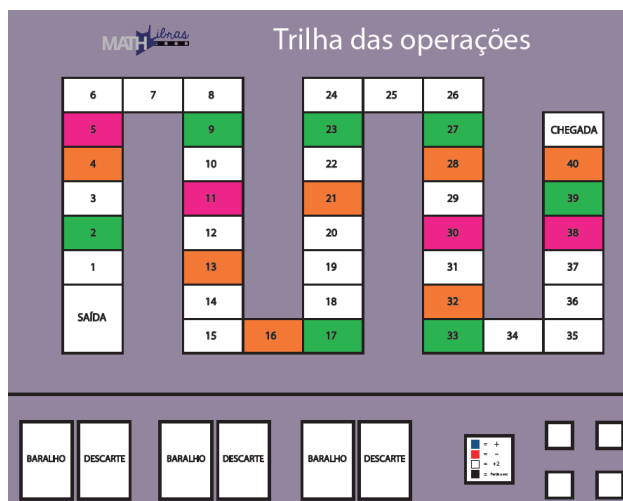 MATH Libras
Trilha das operações
6 7 8
24 25 26
5
9
23
27
CHEGADA
4
10
22
28
40
3
11
21
29
39
2
12
20
30
38
1
13
19
31
37
SAÍDA
14
18
32
36
15 16 17
33 34 35
BARALHO DESCARTE
BARALHO DESCARTE
BARALHO DESCARTE
= +
= -
= +2
=